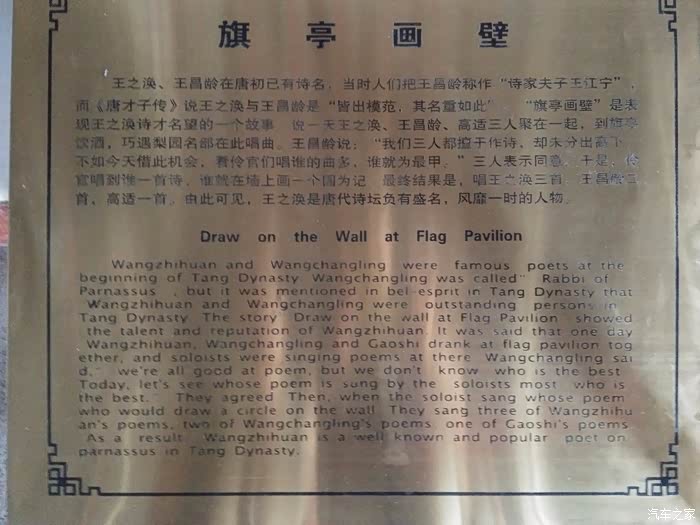 旗亭画壁
王之涣、王昌龄在唐初已有诗名，当时人们把王昌龄称作“诗家夫子王江宁”，
而《唐才子传》说王之涣与王昌龄是“皆出模范，其名重如此” “旗亭画壁”是表
现王之涣诗才名望的一个故事 说一天王之涣、王昌龄、高适三人聚在一起，到旗亭
饮酒，巧遇梨园名部在此唱曲。王昌龄说：“我们三人都擅于作诗，却未分出高下
不如今天借此机会，看伶官们唱谁的曲多，谁就为最甲。”三人表示同意 于是，伶
官唱到谁一首诗，谁就在墙上画一个圆为记 最终结果是，唱王之涣三首 王昌龄二
首，高适一首。由此可见，王之涣是唐代诗坛负有盛名，风靡一时的人物。
Draw on the Wall at Flag Pavilion
Wangzhihuan and Wangchangling were famous poets at the
beginning of Tang Dynasty Wangchangling was called" Rabbi of
Parnassus , but it was mentioned in bel esprit in Tang Dynasty that
Wangzhihuan and Wangchangling were outstanding persons in
Tang Dynasty The story Draw on the wall at Flag Pavilion showed
the talent and reputation of Wangzhihuan. It was said that one day
Wangzhihuan, Wangchangling and Gaoshi drank at flag pavilion tog
ether, and soloists were singing poems at there Wangchangling sai
d, " we're all good at poem, but we don't know who is the best
Today, let's see whose poem is sung by the soloists most who is
the best. " They agreed Then, when the soloist sang whose poem
who would draw a circle on the wall They sang three of Wangzhihu
an's poems, two of Wangchangling's poems, one of Gaoshi's poems
As a result Wangzhihuan is a well known and popular poet on
parnassus in Tang Dynasty.
汽车之家